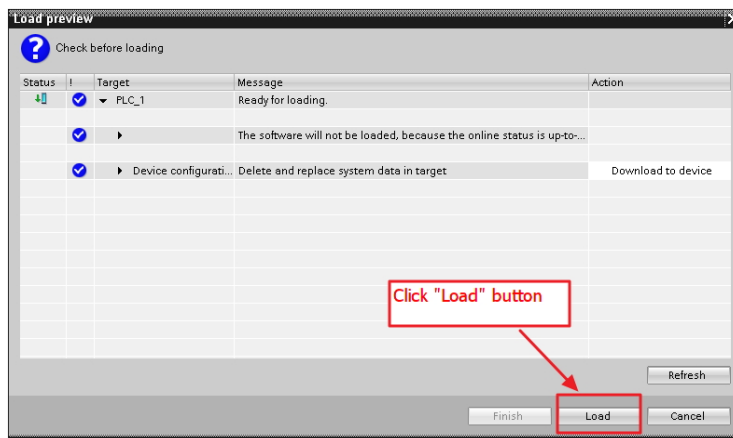 Load preview
Check before loading
Status ! Target Message Action
PLC_1 Ready for loading.
The software will not be loaded, because the online status is up-to-...
Device configurati... Delete and replace system data in target Download to device
Click "Load" button
Refresh
Finish Load Cancel